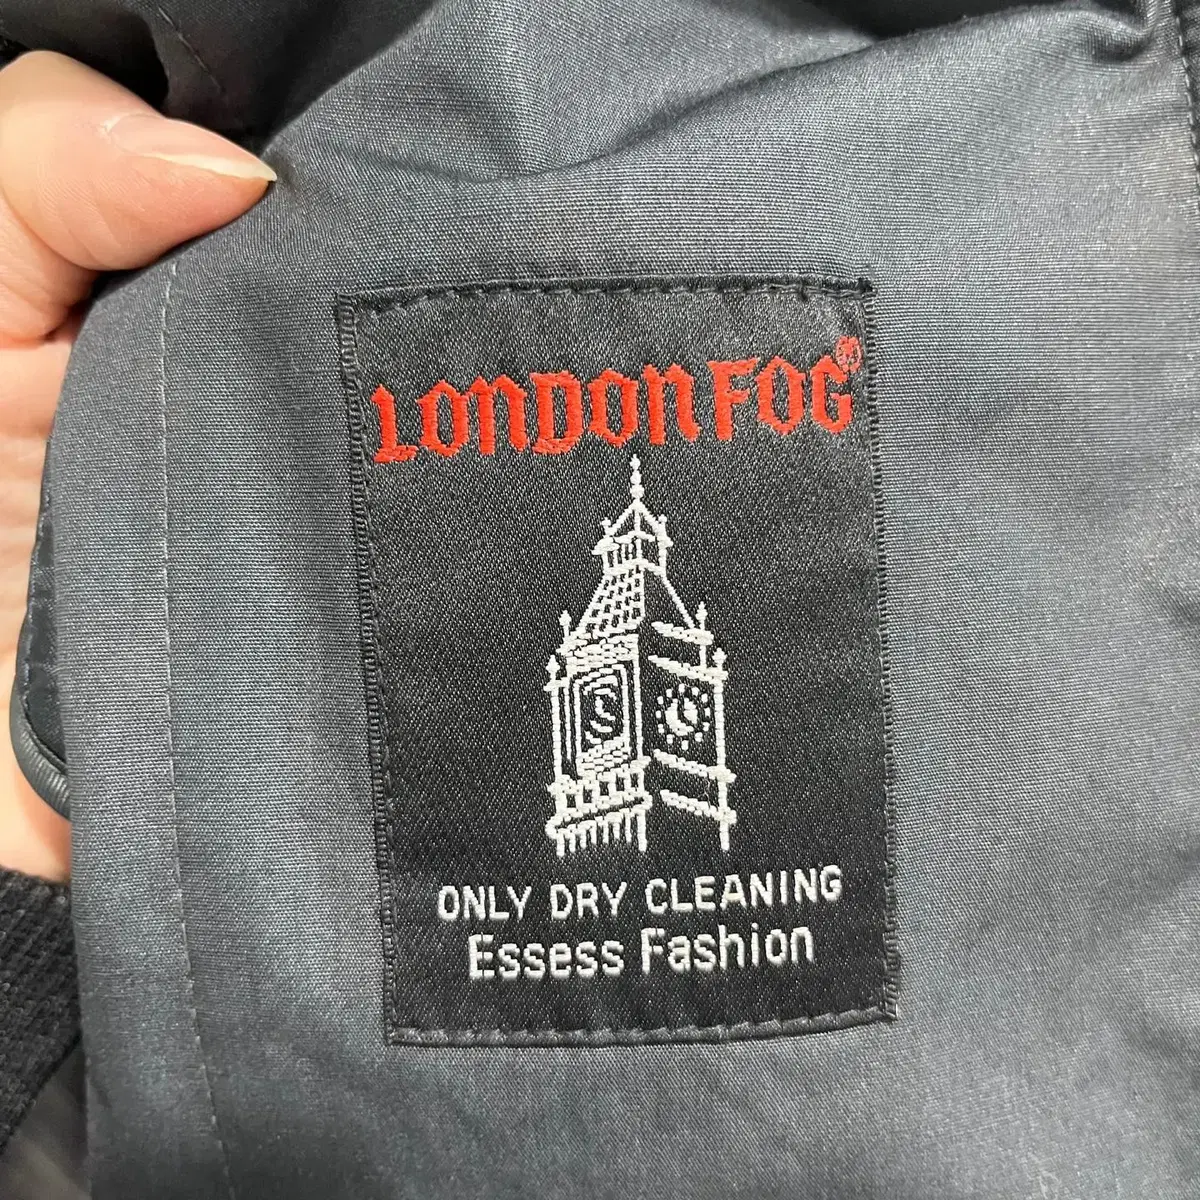 LONDON FOG®
S
ONLY DRY CLEANING
Essess Fashion